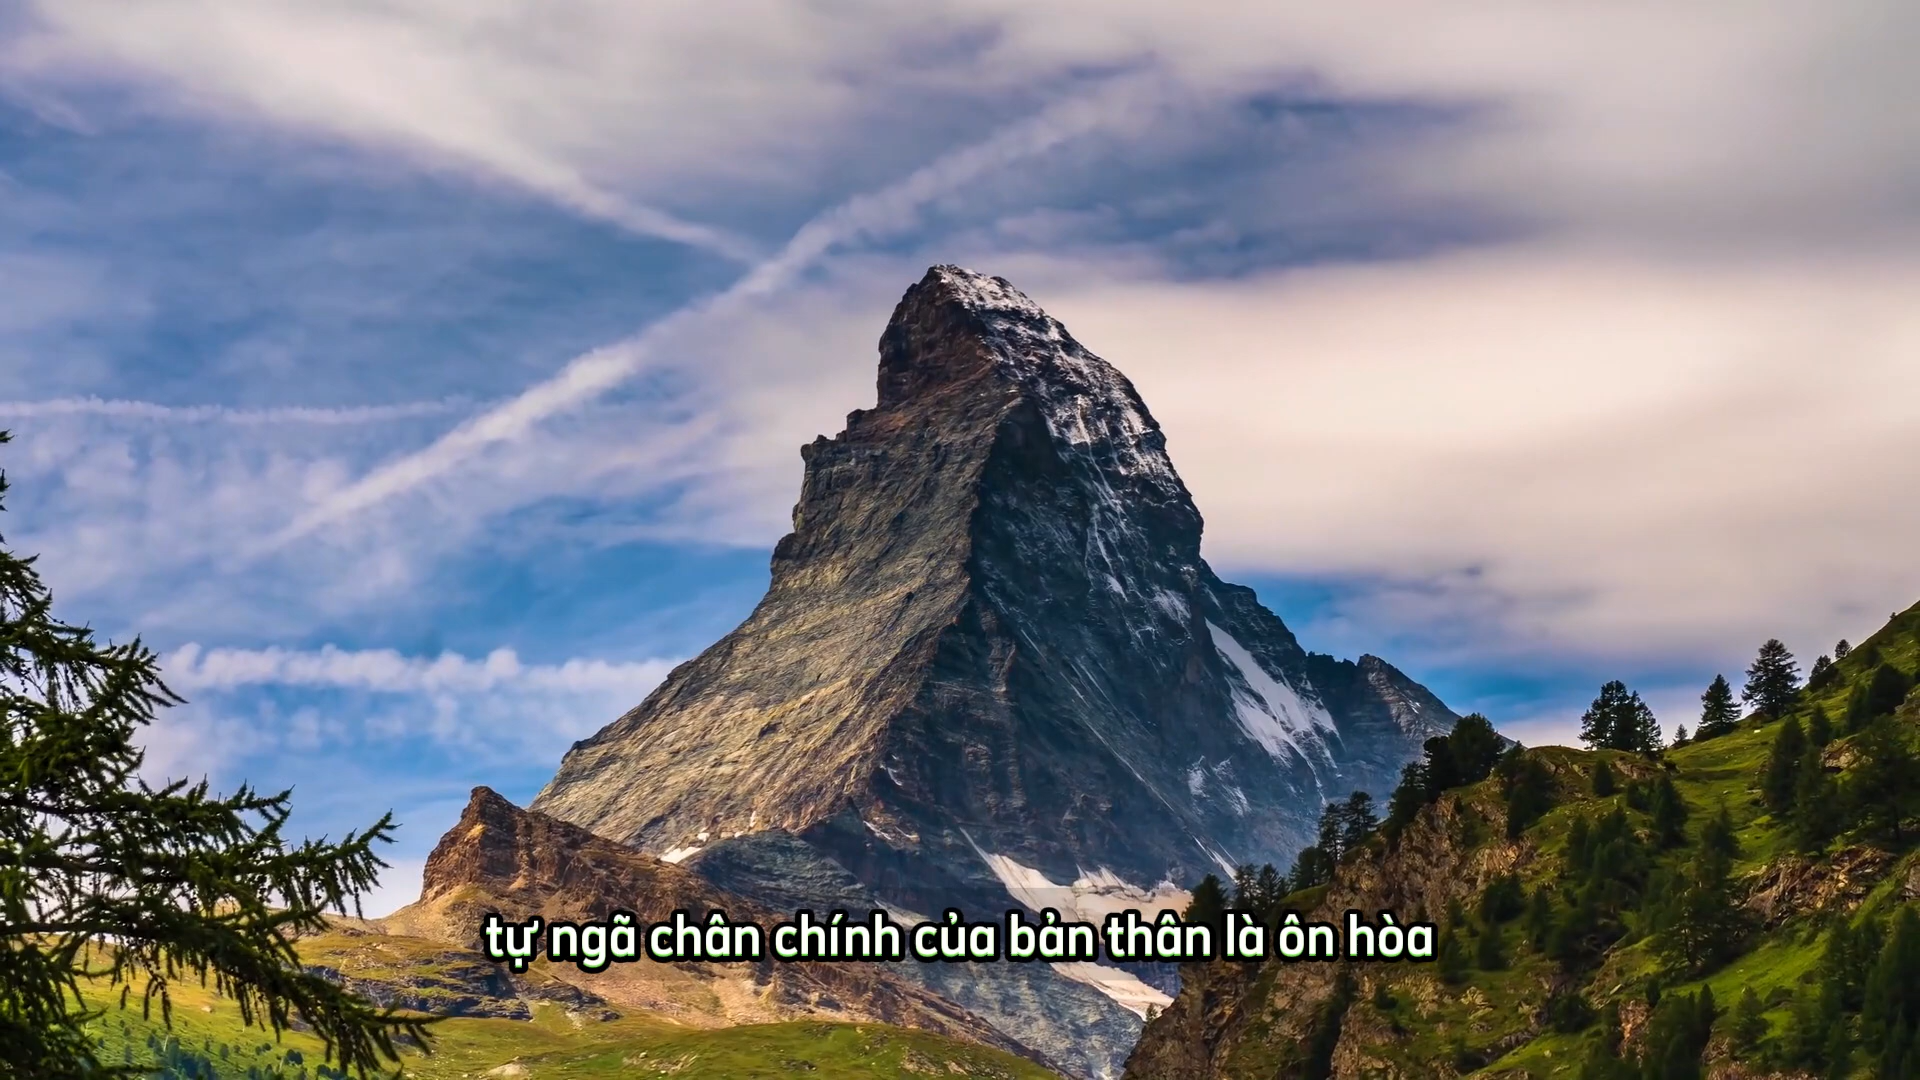 tự ngã chân chính của bản thân là ôn hòa